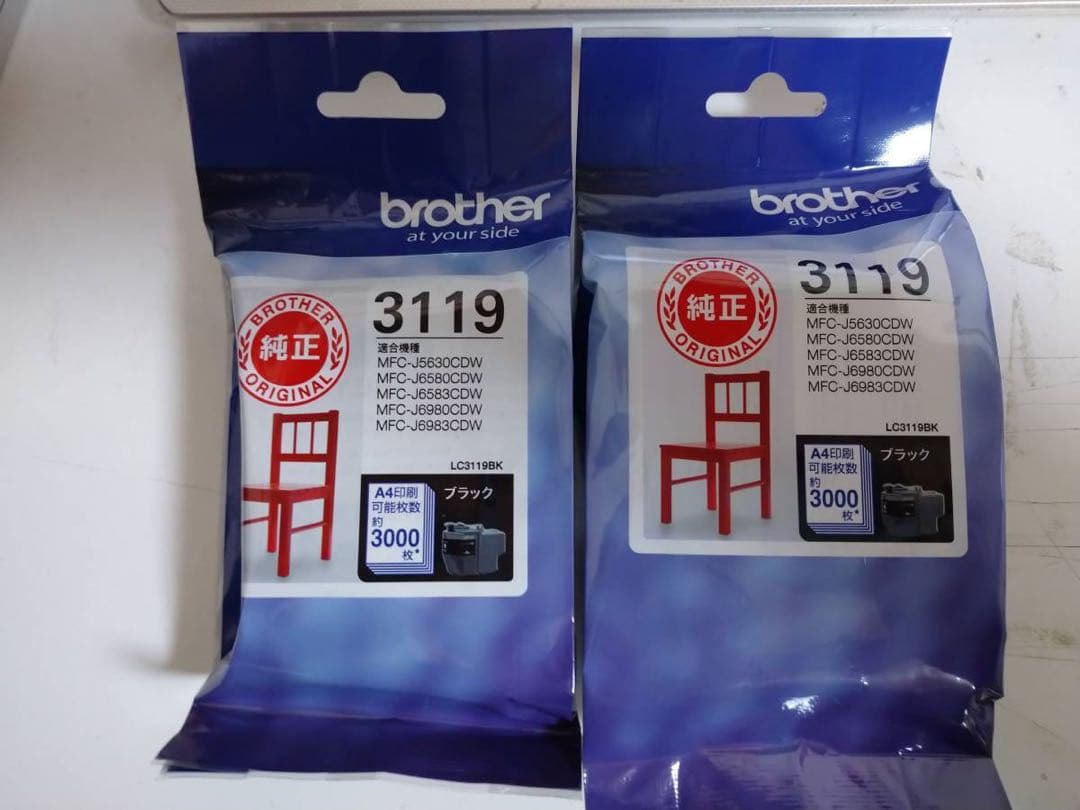 brother
at your side
BROTHER
純正
ORIGINAL
3119
適合機種
MFC-J5630CDW
MFC-J6580CDW
MFC-J6583CDW
MFC-J6980CDW
MFC-J6983CDW
LC3119BK
A4印刷
可能枚数
約
3000
枚*
ブラック
brother
at your side
BROTHER
純正
ORIGINAL
3119
適合機種
MFC-J5630CDW
MFC-J6580CDW
MFC-J6583CDW
MFC-J6980CDW
MFC-J6983CDW
LC3119BK
A4印刷
可能枚数
約
3000
枚*
ブラック